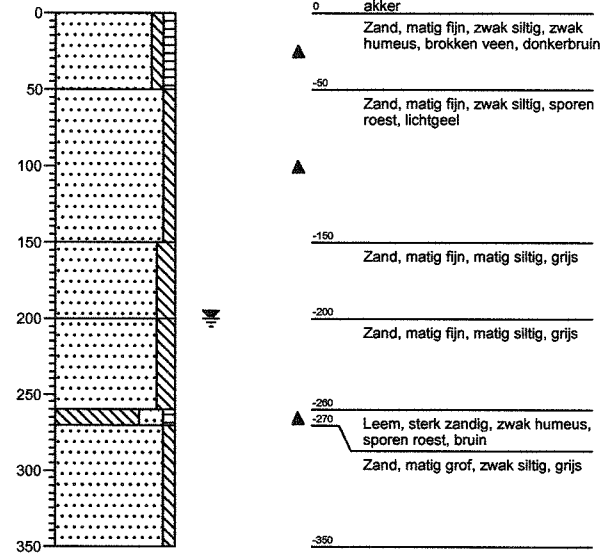 0
50
100
150
200
250
300
350
0 akker
Zand, matig fijn, zwak siltig, zwak
humeus, brokken veen, donkerbruin
-50
Zand, matig fijn, zwak siltig, sporen
roest, lichtgeel
-150
Zand, matig fijn, matig siltig, grijs
-200
Zand, matig fijn, matig siltig, grijs
-260
-270
Leem, sterk zandig, zwak humeus,
sporen roest, bruin
Zand, matig grof, zwak siltig, grijs
-350